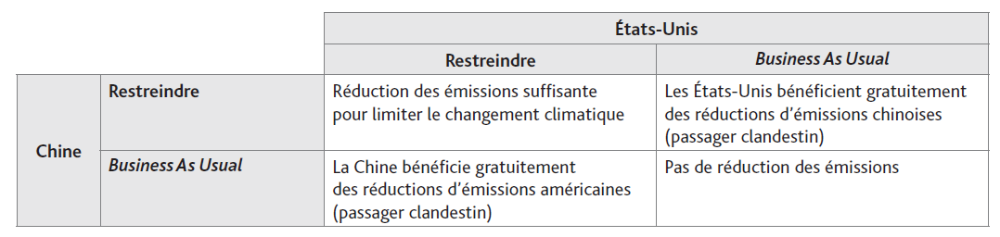 États-Unis
Restreindre
Business As Usual
Chine
Restreindre
Réduction des émissions suffisante
pour limiter le changement climatique
Les États-Unis bénéficient gratuitement
des réductions d’émissions chinoises
(passager clandestin)
Business As Usual
La Chine bénéficie gratuitement
des réductions d’émissions américaines
(passager clandestin)
Pas de réduction des émissions